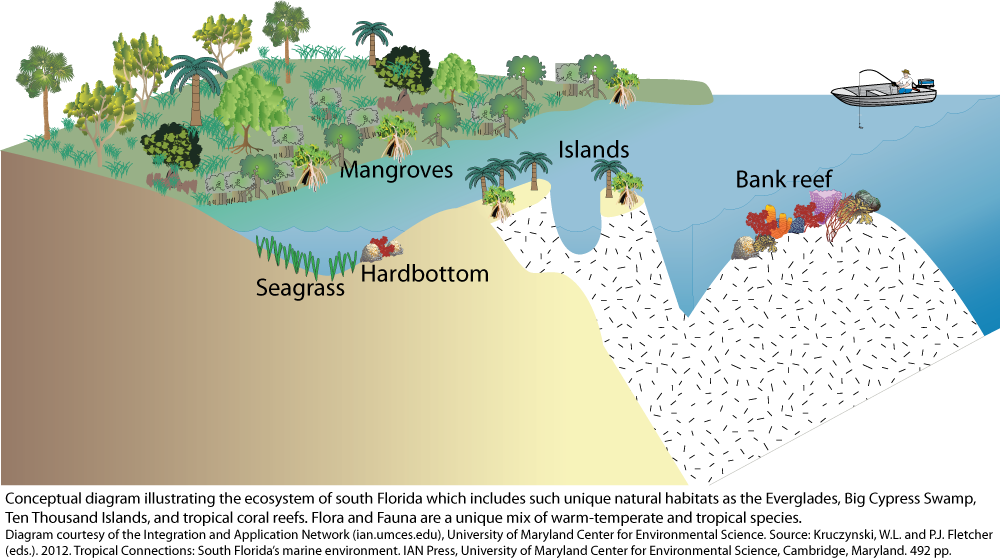 Islands
Mangroves
Bank reef
Hardbottom
Seagrass
Conceptual diagram illustrating the ecosystem of south Florida which includes such unique natural habitats as the Everglades, Big Cypress Swamp,
Ten Thousand Islands, and tropical coral reefs. Flora and Fauna are a unique mix of warm-temperate and tropical species.
Diagram courtesy of the Integration and Application Network (ian.umces.edu), University of Maryland Center for Environmental Science. Source: Kruczynski, W.L. and P.J. Fletcher
(eds.). 2012. Tropical Connections: South Florida's marine environment. IAN Press, University of Maryland Center for Environmental Science, Cambridge, Maryland. 492 pp.